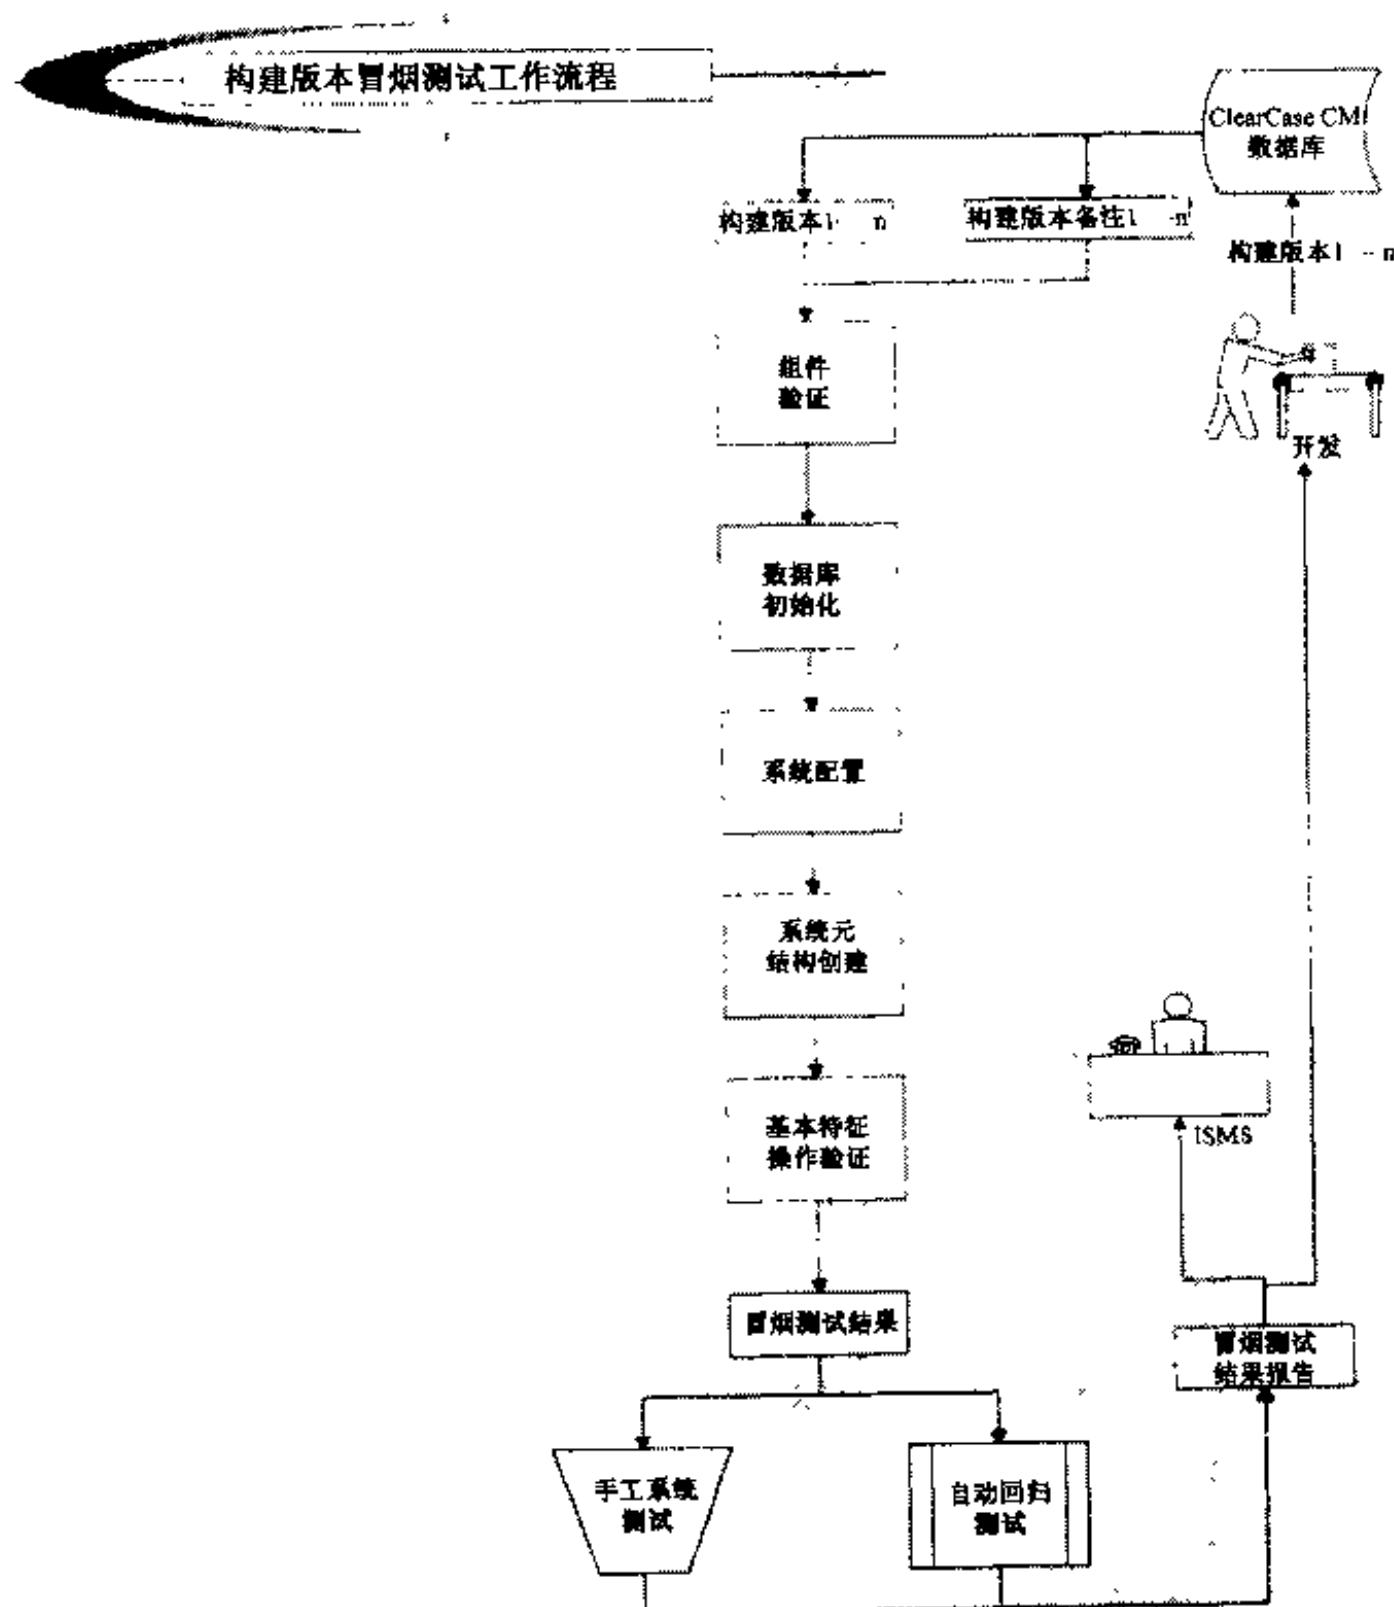 构建版本冒烟测试工作流程
ClearCase CM
数据库
构建版本1 - n
构建版本备注1 - n
构建版本1 - n
组件
验证
开发
数据库
初始化
系统配置
系统元
结构创建
基本特征
操作验证
ISMS
冒烟测试结果
冒烟测试
结果报告
手工系统
测试
自动回归
测试